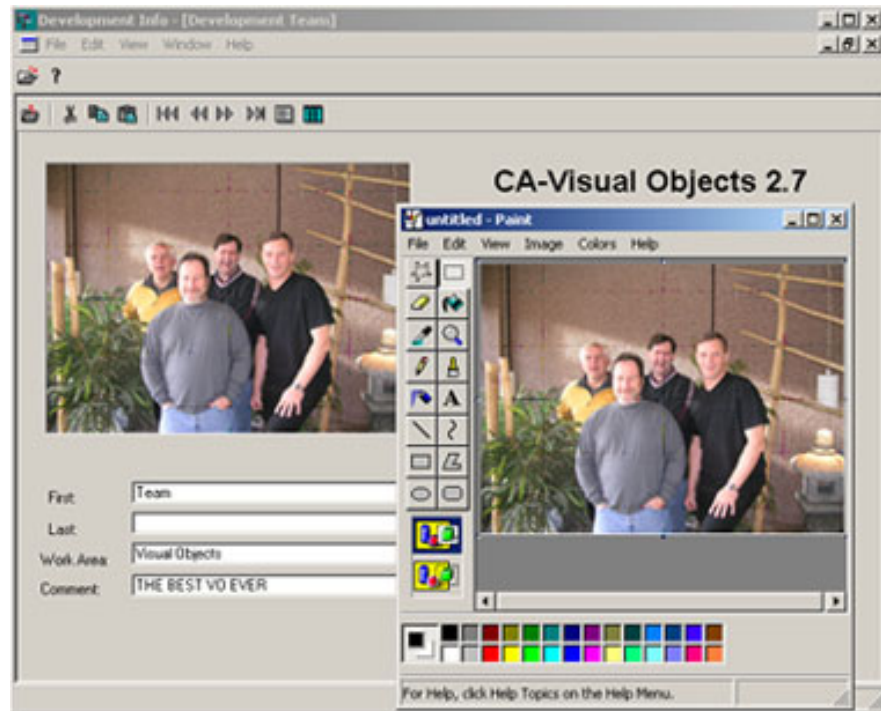 Development Info - [Development Team]
File Edit View Window Help
?
CA-Visual Objects 2.7
untitled - Paint
File Edit View Image Colors Help
A
First:
Team
Last:
Work Area:
Visual Objects
Comment:
THE BEST VO EVER
For Help, click Help Topics on the Help Menu.